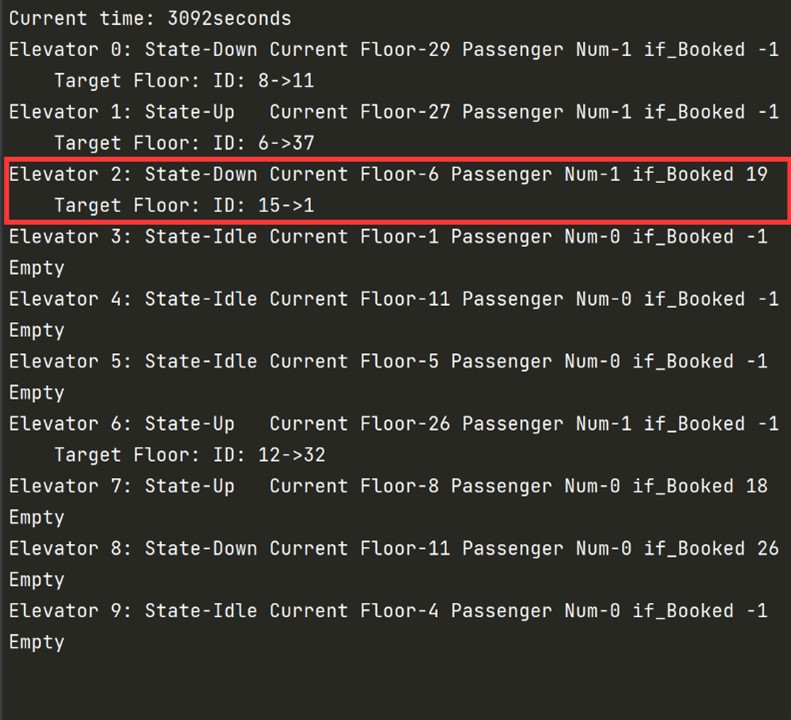 Current time: 3092seconds
Elevator 0: State-Down Current Floor-29 Passenger Num-1 if_Booked -1
    Target Floor: ID: 8->11
Elevator 1: State-Up   Current Floor-27 Passenger Num-1 if_Booked -1
    Target Floor: ID: 6->37
Elevator 2: State-Down Current Floor-6 Passenger Num-1 if_Booked 19
    Target Floor: ID: 15->1
Elevator 3: State-Idle Current Floor-1 Passenger Num-0 if_Booked -1
Empty
Elevator 4: State-Idle Current Floor-11 Passenger Num-0 if_Booked -1
Empty
Elevator 5: State-Idle Current Floor-5 Passenger Num-0 if_Booked -1
Empty
Elevator 6: State-Up   Current Floor-26 Passenger Num-1 if_Booked -1
    Target Floor: ID: 12->32
Elevator 7: State-Up   Current Floor-8 Passenger Num-0 if_Booked 18
Empty
Elevator 8: State-Down Current Floor-11 Passenger Num-0 if_Booked 26
Empty
Elevator 9: State-Idle Current Floor-4 Passenger Num-0 if_Booked -1
Empty